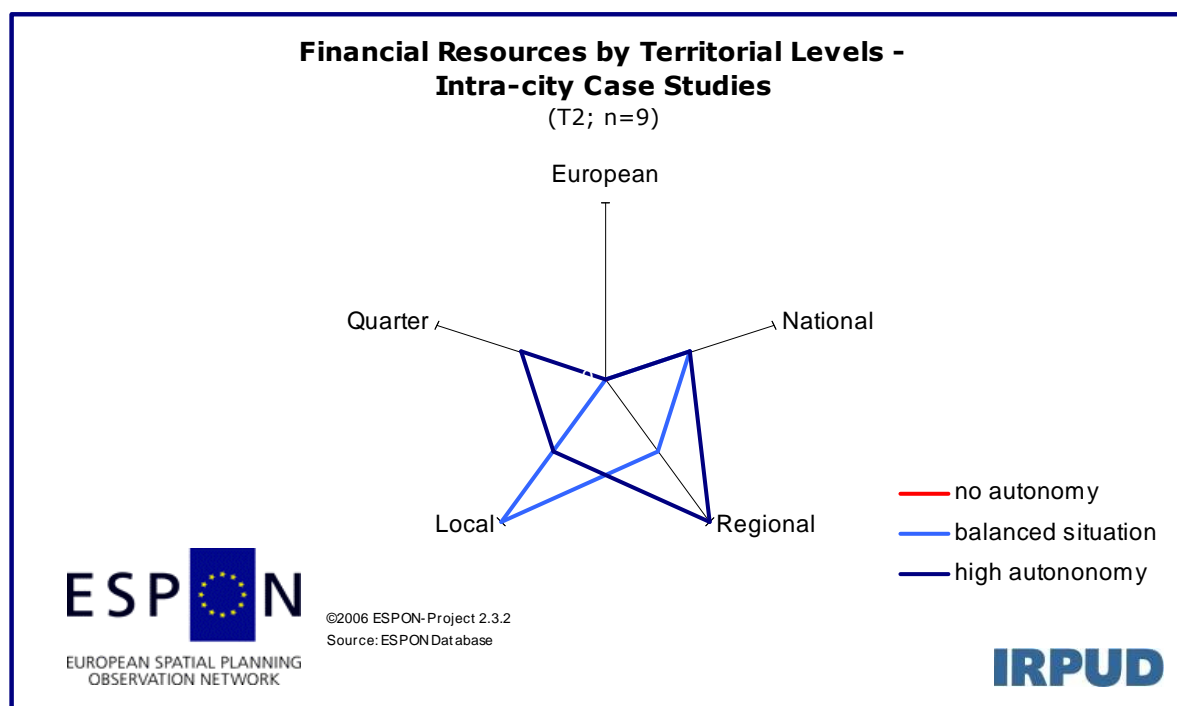 Financial Resources by Territorial Levels -
Intra-city Case Studies
(T2; n=9)
European
Quarter
National
Local
Regional
no autonomy
balanced situation
high autononomy
ESPON
EUROPEAN SPATIAL PLANNING
OBSERVATION NETWORK
©2006 ESPON-Project 2.3.2
Source: ESPON Database
IRPUD